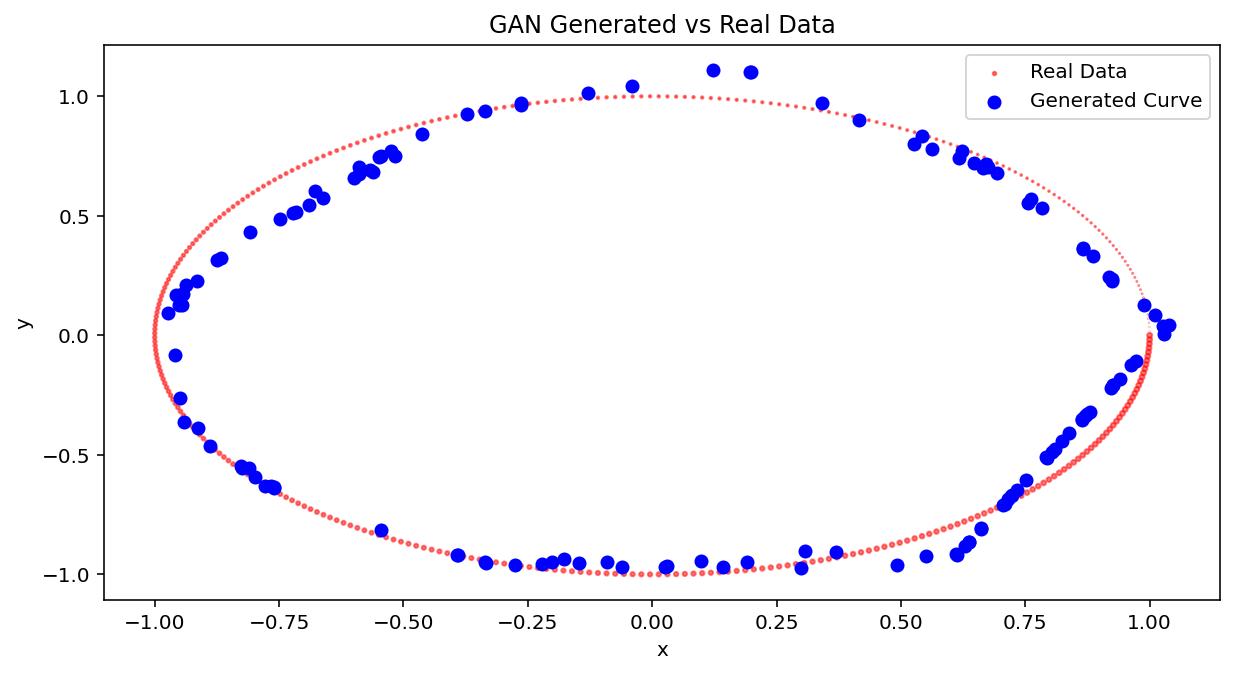 GAN Generated vs Real Data
Real Data
Generated Curve
y
1.0
0.5
0.0
−0.5
−1.0
−1.00 −0.75 −0.50 −0.25 0.00 0.25 0.50 0.75 1.00
x